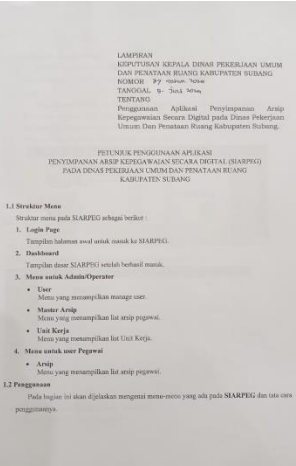 LAMPIRAN
KEPUTUSAN KEPALA DINAS PEKERJAAN UMUM
DAN PENATAAN RUANG KABUPATEN SUBANG
NOMOR
TANGGAL
TENTANG
Penggunaan Aplikasi Penyimpanan Arsip
Kepegawaian Secara Digital pada Dinas Pekerjaan
Umum Dan Penataan Ruang Kabupaten Subang.
PETUNJUK PENGGUNAAN APLIKASI
PENYIMPANAN ARSIP KEPEGAWAIAN SECARA DIGITAL (SIARPEG)
PADA DINAS PEKERJAAN UMUM DAN PENATAAN RUANG
KABUPATEN SUBANG
1.1 Struktur Menu
Struktur menu pada SIARPEG sebagai berikut :
1. Login Page
Tampilan halaman awal untuk masuk ke SIARPEG.
2. Dashboard
Tampilan dasar SIARPEG setelah berhasil masuk.
3. Menu untuk Admin/Operator
• User
Menu yang menampilkan manage user.
• Master Arsip
Menu yang menampilkan list arsip pegawai.
• Unit Kerja
Menu yang menampilkan list Unit Kerja.
4. Menu untuk user Pegawai
• Arsip
Menu yang menampilkan list arsip pegawai.
1.2 Penggunaan
Pada bagian ini akan dijelaskan mengenai menu-menu yang ada pada SIARPEG dan tata cara
penggunaannya.